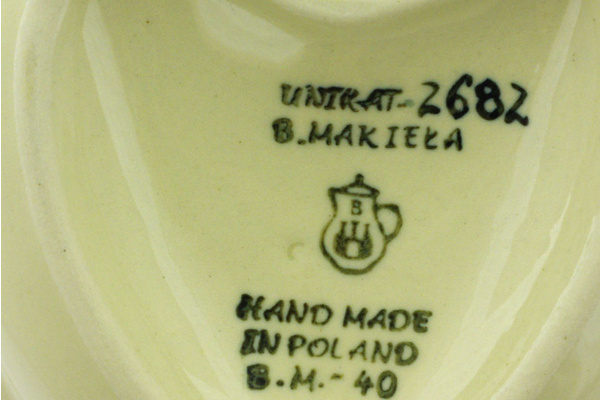 UNIKAT-2682
B.MAKIEŁA
B
HAND MADE
IN POLAND
B.M.-40